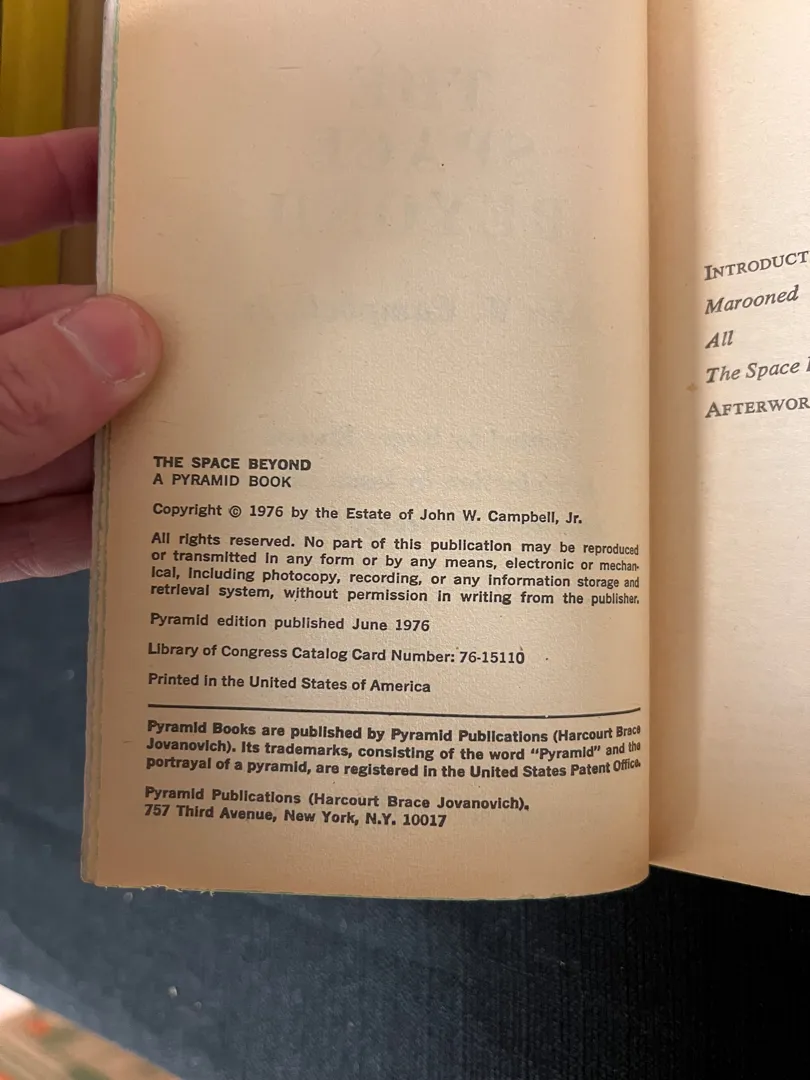 THE SPACE BEYOND
A PYRAMID BOOK
Copyright © 1976 by the Estate of John W. Campbell, Jr.
All rights reserved. No part of this publication may be reproduced
or transmitted in any form or by any means, electronic or mechan-
ical, including photocopy, recording, or any information storage and
retrieval system, without permission in writing from the publisher.
Pyramid edition published June 1976
Library of Congress Catalog Card Number: 76-15110
Printed in the United States of America
Pyramid Books are published by Pyramid Publications (Harcourt Brace
Jovanovich). Its trademarks, consisting of the word "Pyramid" and the
portrayal of a pyramid, are registered in the United States Patent Office.
Pyramid Publications (Harcourt Brace Jovanovich),
757 Third Avenue, New York, N.Y. 10017
INTRODUCT
Marooned
All
The Space
AFTERWOR